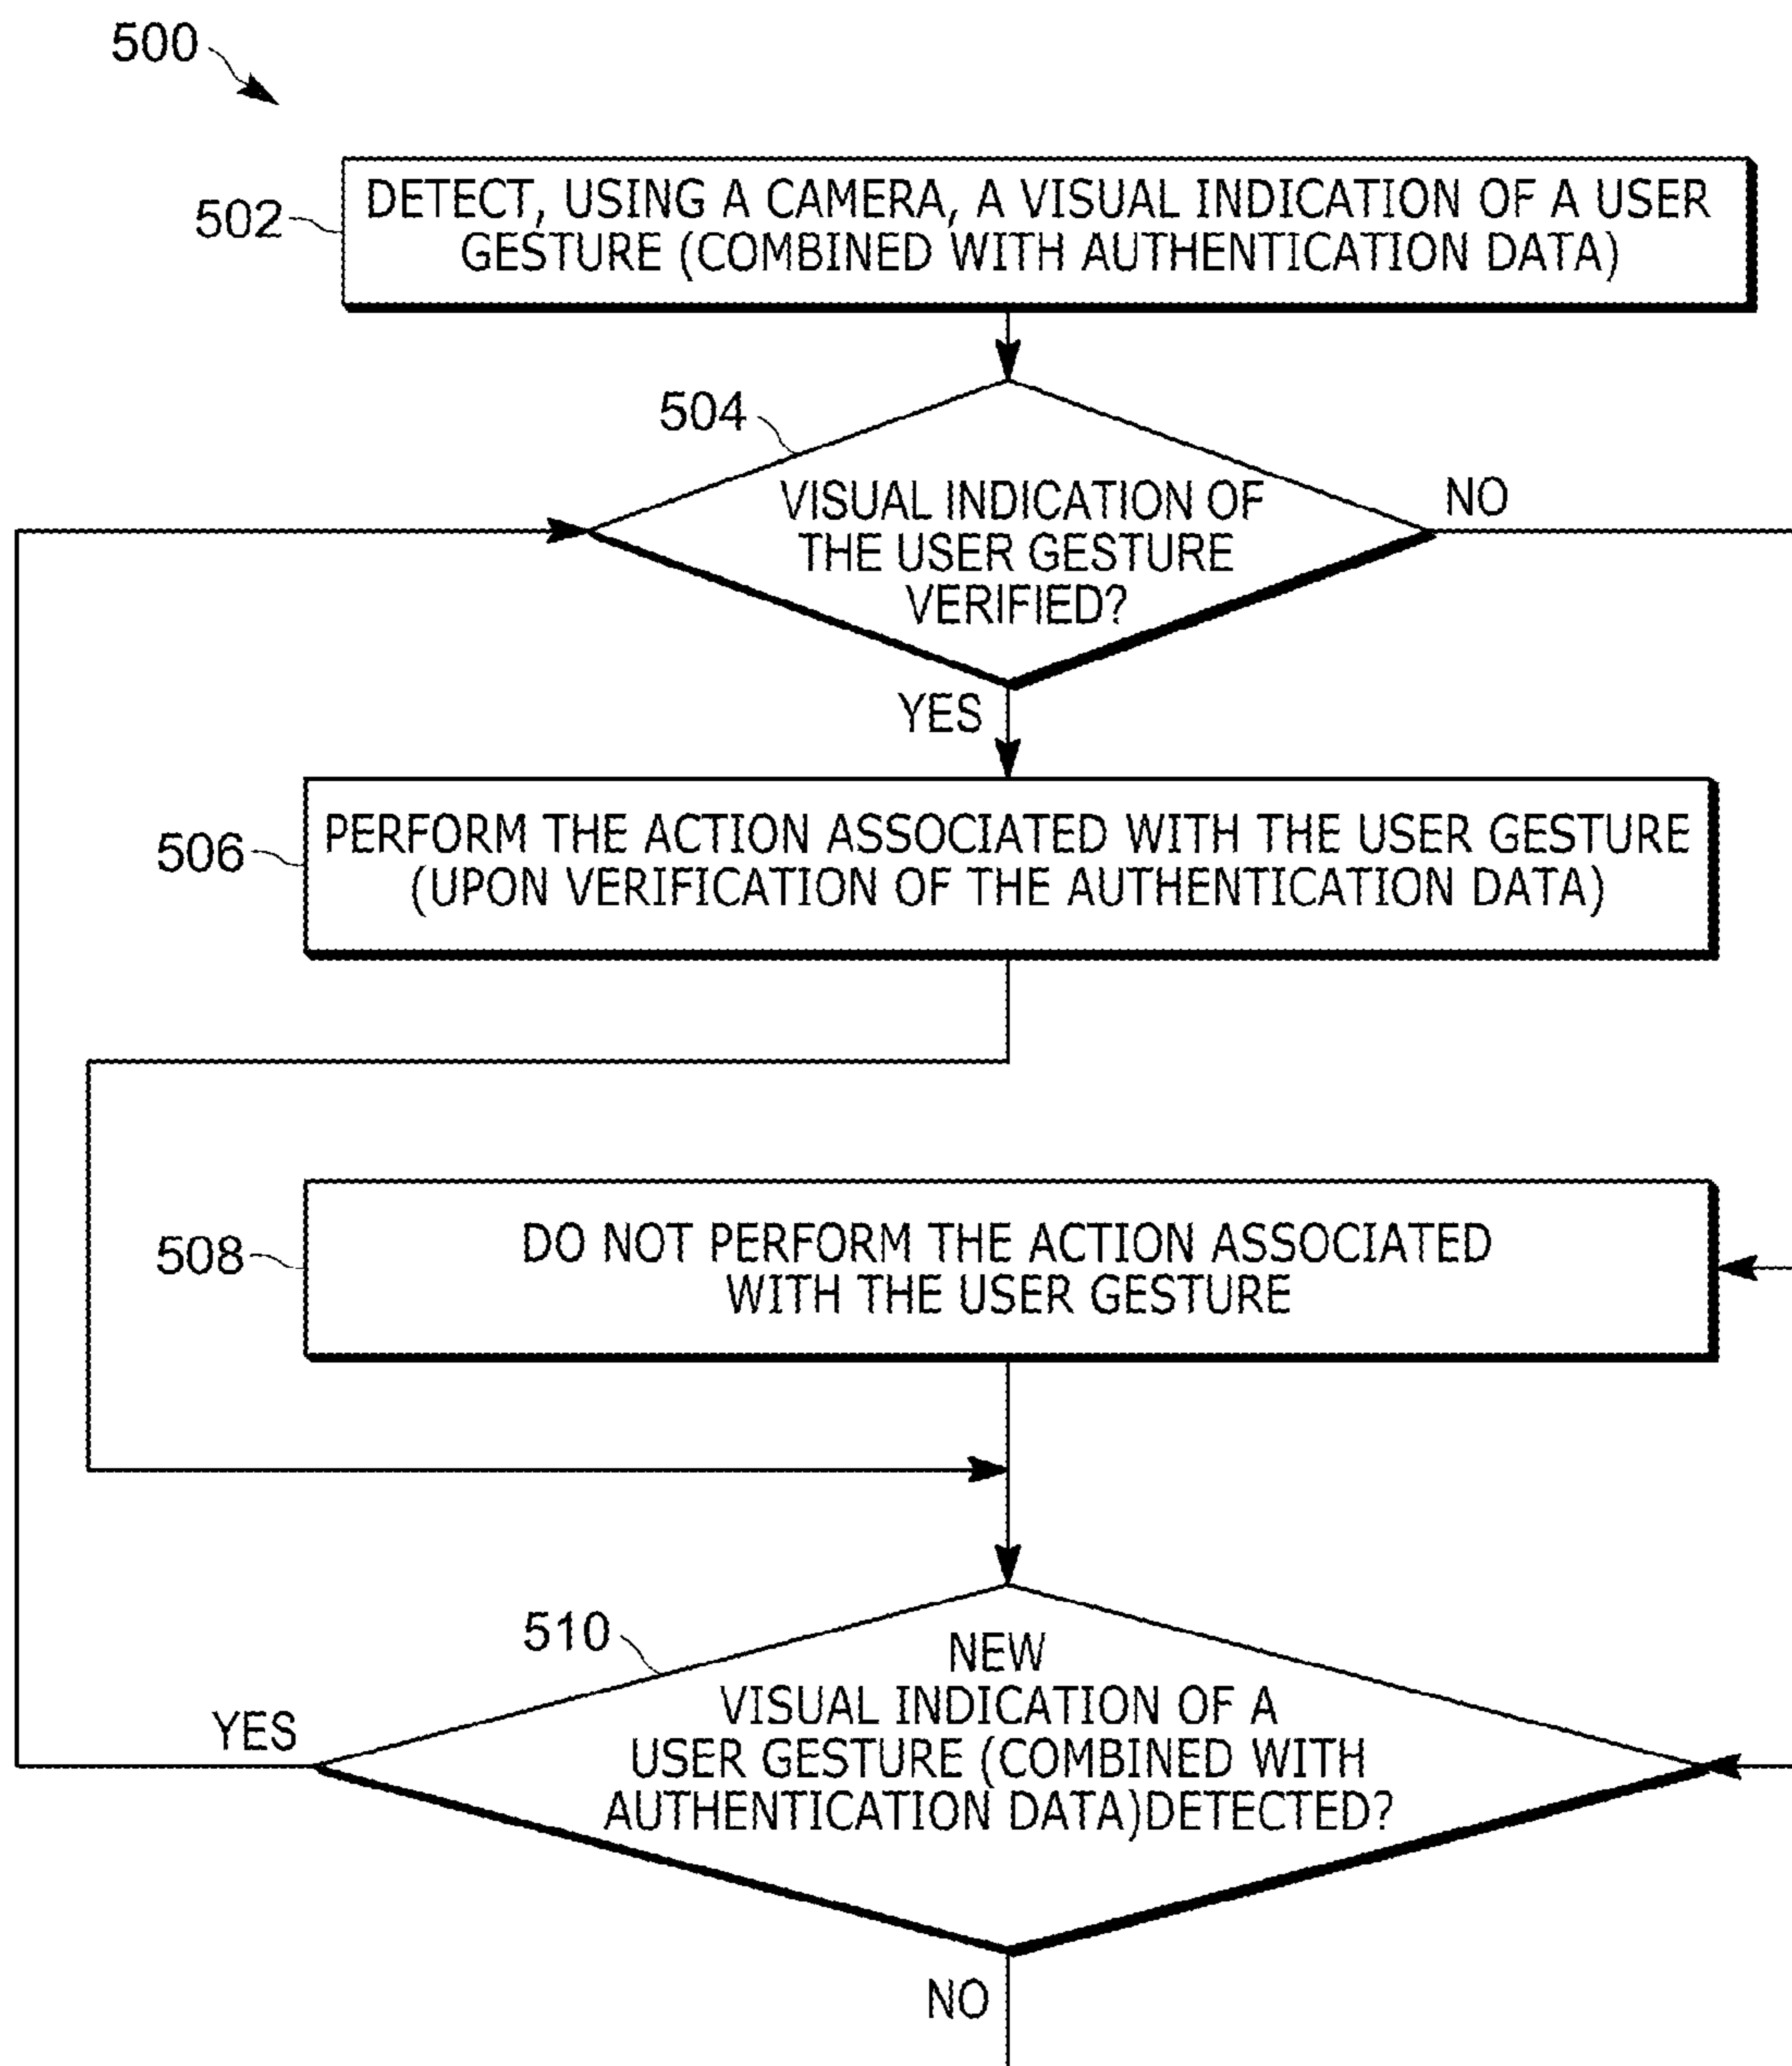 500
502
DETECT, USING A CAMERA, A VISUAL INDICATION OF A USER
GESTURE (COMBINED WITH AUTHENTICATION DATA)
504
VISUAL INDICATION OF
THE USER GESTURE
VERIFIED?
NO
YES
506
PERFORM THE ACTION ASSOCIATED WITH THE USER GESTURE
(UPON VERIFICATION OF THE AUTHENTICATION DATA)
508
DO NOT PERFORM THE ACTION ASSOCIATED
WITH THE USER GESTURE
510
NEW
VISUAL INDICATION OF A
USER GESTURE (COMBINED WITH
AUTHENTICATION DATA)DETECTED?
YES
NO